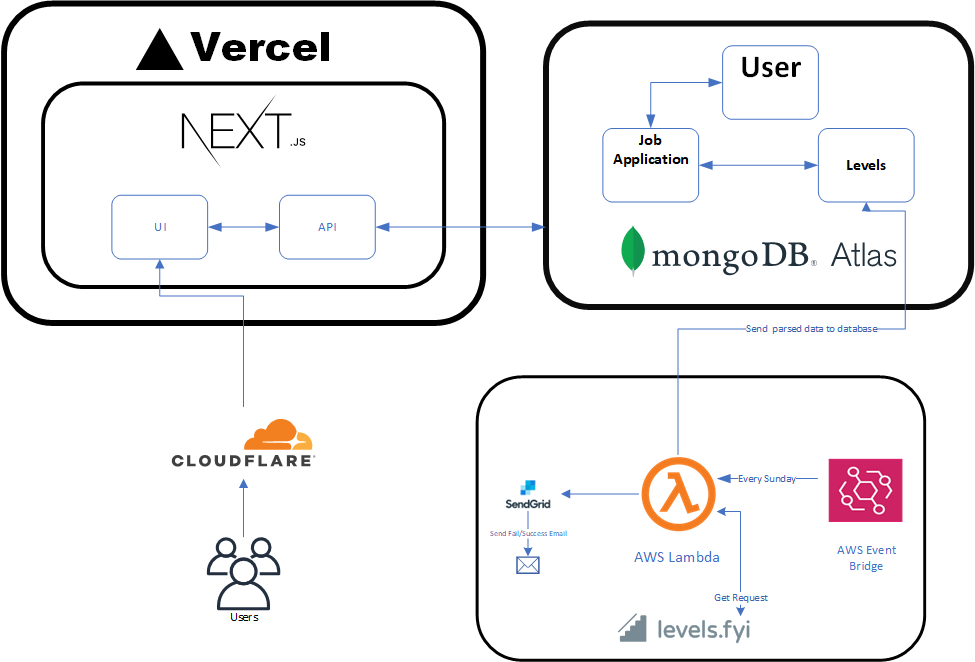 Vercel
NEXT.JS
UI
API
User
Job
Application
Levels
mongoDB® Atlas
Send parsed data to database
CLOUDFLARE®
Users
Every Sunday
SendGrid
Send Fail/Success Email
AWS Lambda
AWS Event
Bridge
Get Request
levels.fyi